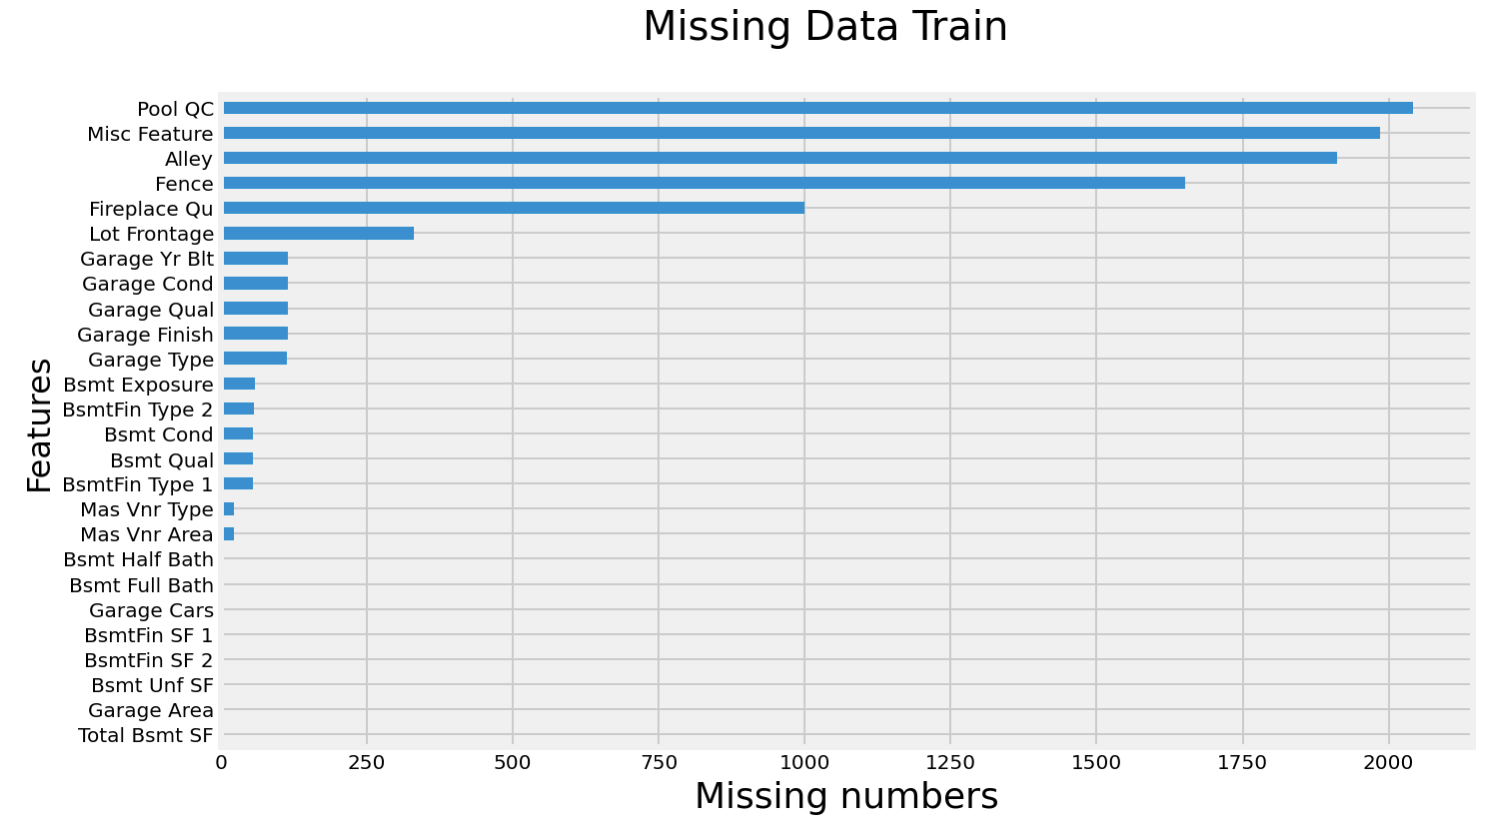 Missing Data Train
Pool QC
Misc Feature
Alley
Fence
Fireplace Qu
Lot Frontage
Garage Yr Blt
Garage Cond
Garage Qual
Garage Finish
Garage Type
Bsmt Exposure
BsmtFin Type 2
Bsmt Cond
Bsmt Qual
BsmtFin Type 1
Mas Vnr Type
Mas Vnr Area
Bsmt Half Bath
Bsmt Full Bath
Garage Cars
BsmtFin SF 1
BsmtFin SF 2
Bsmt Unf SF
Garage Area
Total Bsmt SF
Features
0 250 500 750 1000 1250 1500 1750 2000
Missing numbers